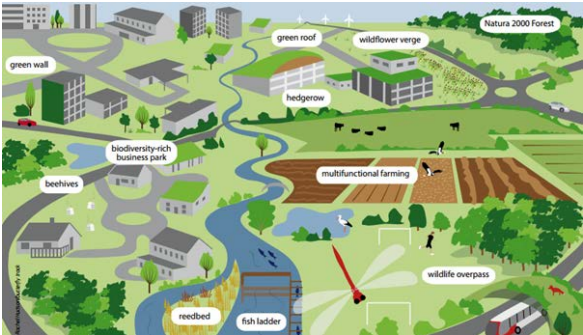 Natura 2000 Forest
green roof
wildflower verge
green wall
hedgerow
biodiversity-rich
business park
beehives
multifunctional farming
wildlife overpass
reedbed
fish ladder